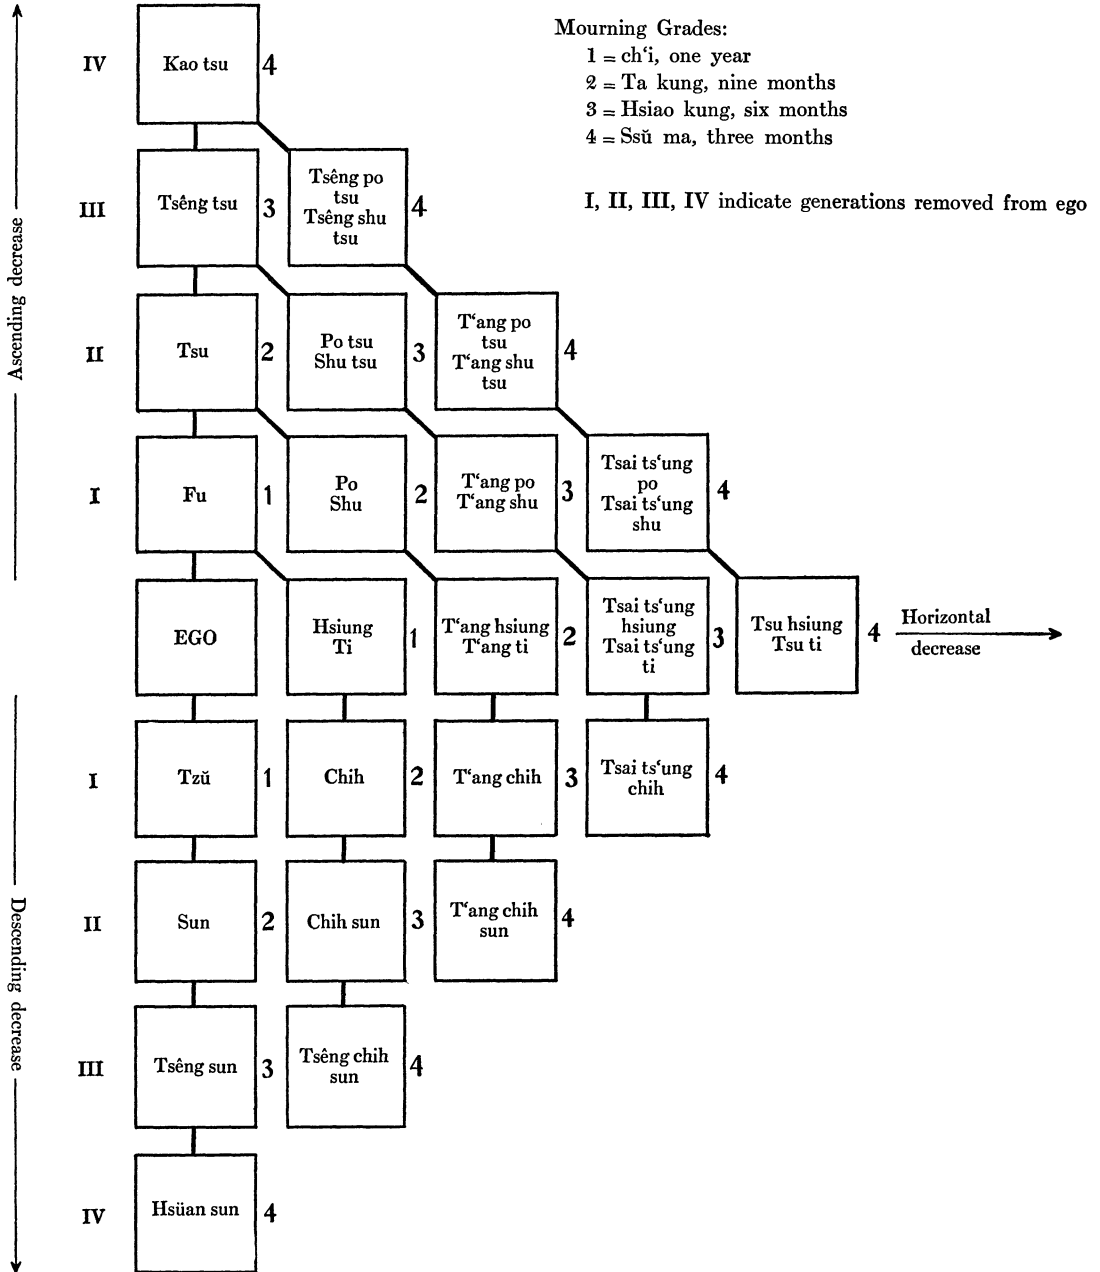 Mourning Grades:
1 = ch‘i, one year
2 = Ta kung, nine months
3 = Hsiao kung, six months
4 = Ssŭ ma, three months
I, II, III, IV indicate generations removed from ego
Ascending decrease
IV
Kao tsu
4
III
Tsêng tsu
3
Tsêng po
tsu
Tsêng shu
tsu
4
II
Tsu
2
Po tsu
Shu tsu
3
T‘ang po
tsu
T‘ang shu
tsu
4
I
Fu
1
Po
Shu
2
T‘ang po
T‘ang shu
3
Tsai ts‘ung
po
Tsai ts‘ung
shu
4
EGO
Hsiung
Ti
1
T‘ang hsiung
T‘ang ti
2
Tsai ts‘ung
hsiung
Tsai ts‘ung
ti
3
Tsu hsiung
Tsu ti
4
Horizontal
decrease
Descending decrease
I
Tzŭ
1
Chih
2
T‘ang chih
3
Tsai ts‘ung
chih
4
II
Sun
2
Chih sun
3
T‘ang chih
sun
4
III
Tsêng sun
3
Tsêng chih
sun
4
IV
Hsüan sun
4